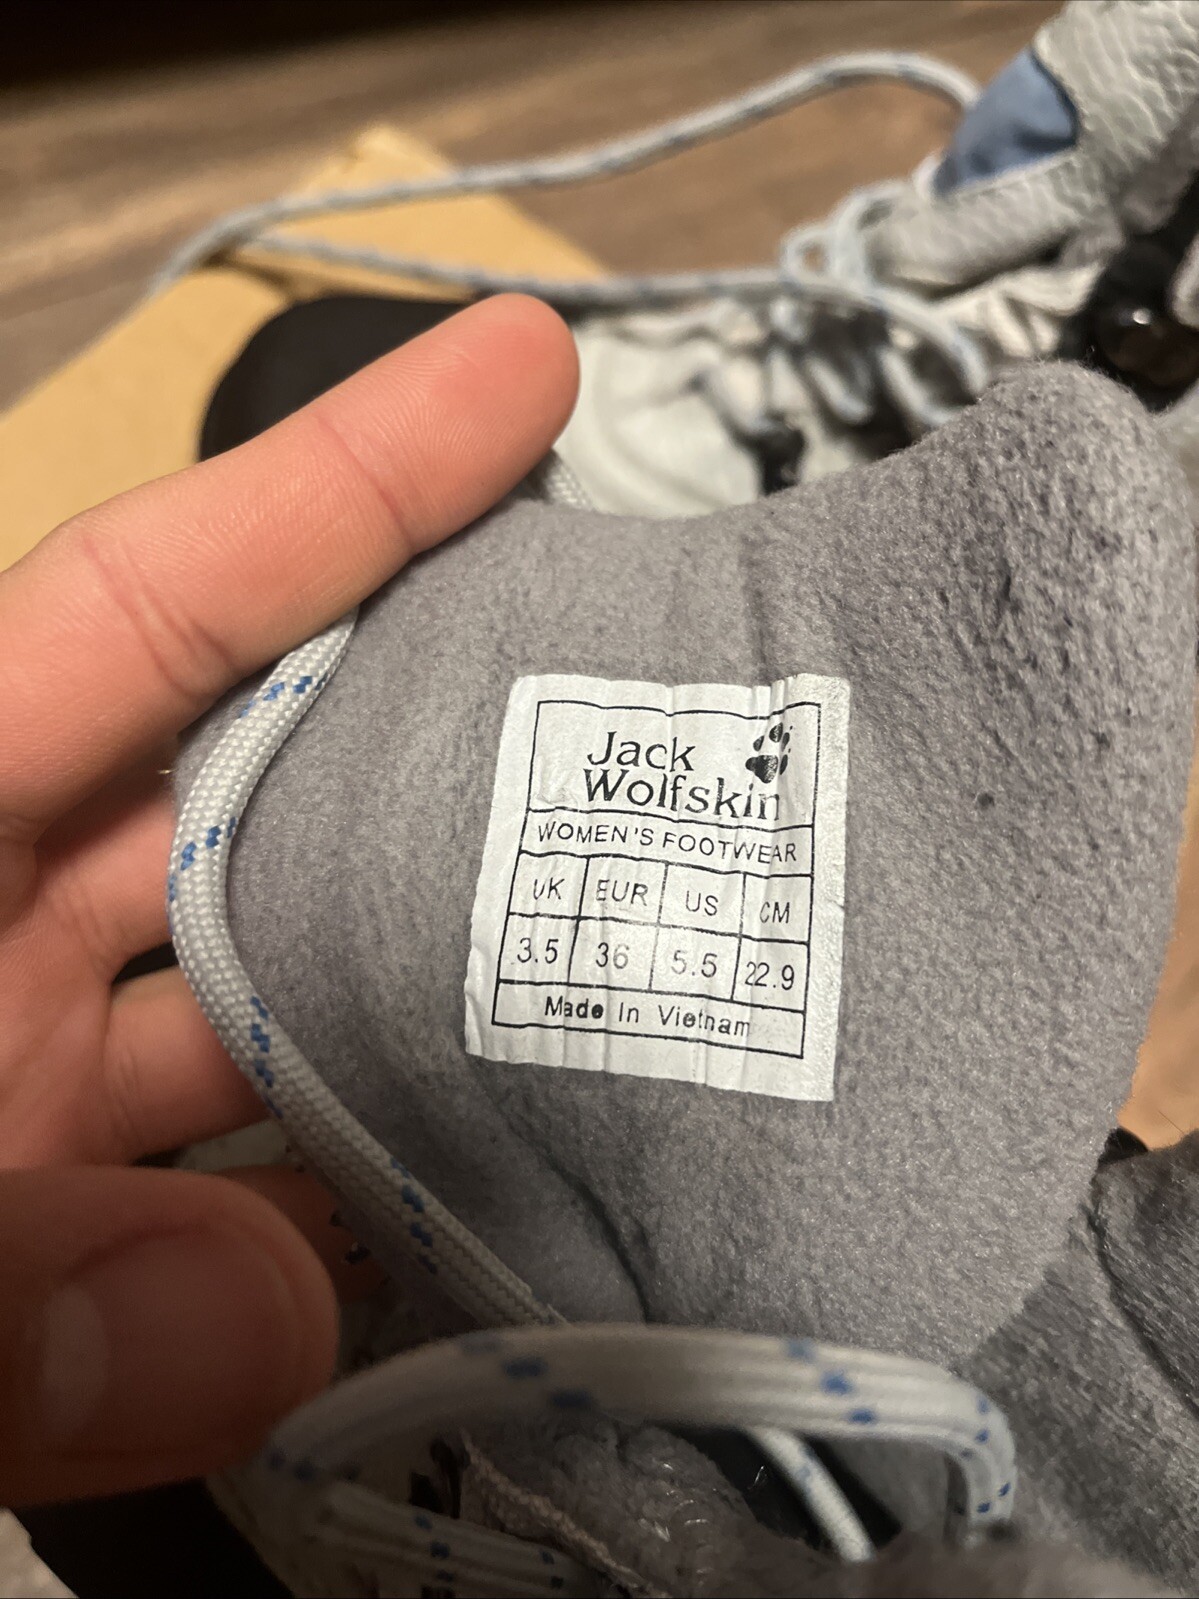 Jack
Wolfskin
WOMEN'S FOOTWEAR
UK EUR US CM
3.5 36 5.5 22.9
Made In Vietnam